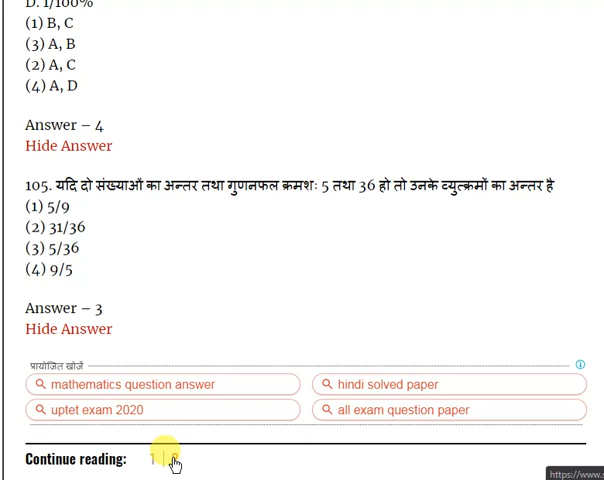 D. 1/100%
(1) B, C
(3) A, B
(2) A, C
(4) A, D
Answer – 4
Hide Answer
105. यदि दो संख्याओं का अन्तर तथा गुणनफल क्रमशः 5 तथा 36 हो तो उनके व्युत्क्रमों का अन्तर है
(1) 5/9
(2) 31/36
(3) 5/36
(4) 9/5
Answer – 3
Hide Answer
प्रायोजित खोजें
mathematics question answer
hindi solved paper
uptet exam 2020
all exam question paper
Continue reading: 1 |
https://www.